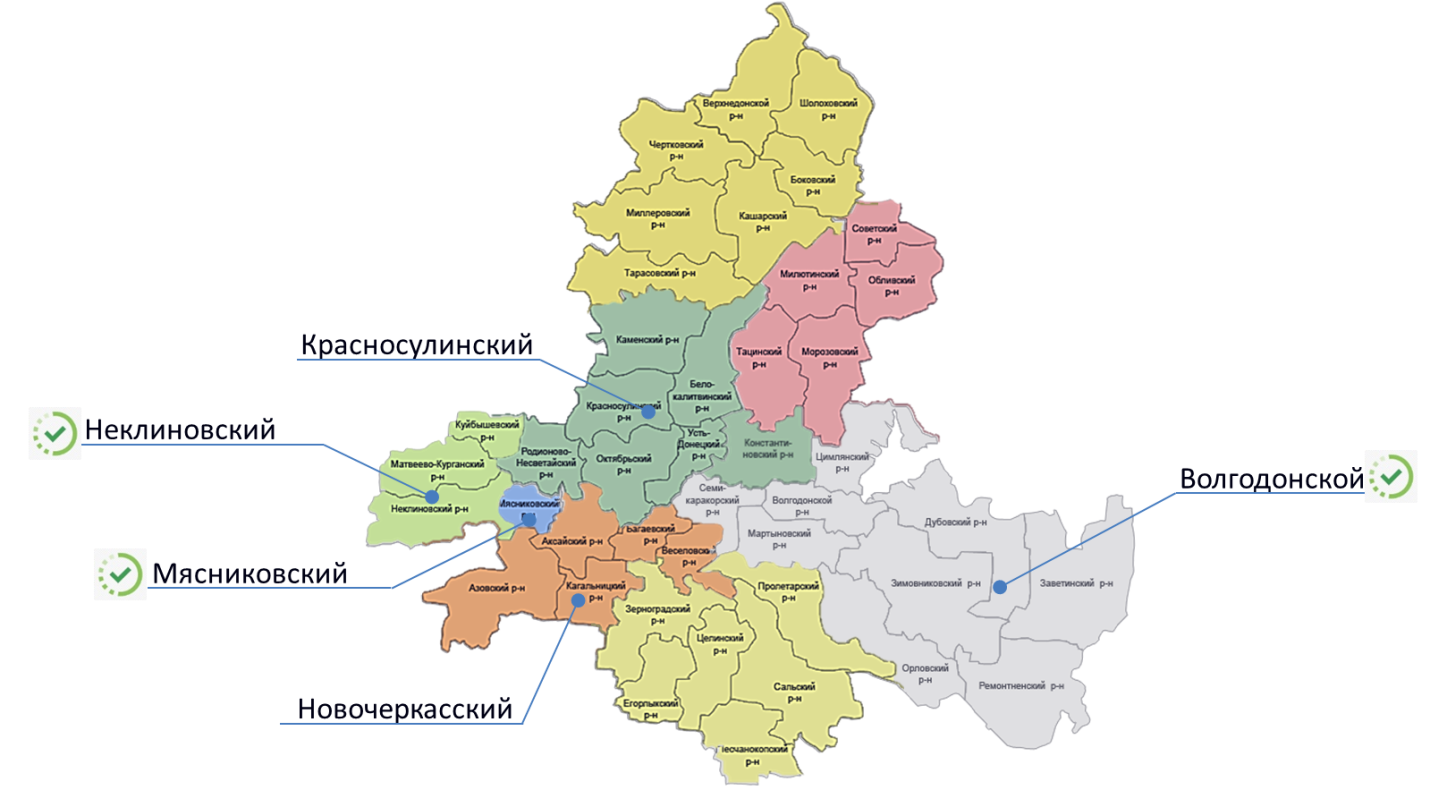 Верхнедонской
р-н
Шолоховский
р-н
Чертковский
р-н
Боковский
р-н
Миллеровский
р-н
Кашарский
р-н
Советский
р-н
Тарасовский р-н
Милютинский
р-н
Обливский
р-н
Красносулинский
Каменский р-н
Тацинский
р-н
Морозовский
р-н
Бело-
калитвинский
р-н
Красносулинский
р-н
Неклиновский
Куйбышевский
р-н
Усть-
Донецкий
р-н
Константи-
новский р-н
Родионово-
Несветайский
р-н
Октябрьский
р-н
Цимлянский
р-н
Матвеево-Курганский
р-н
Волгодонской
Неклиновский р-н
Мясниковский
р-н
Семи-
каракорский
р-н
Волгодонской
р-н
Дубовский р-н
Багаевский
р-н
Мартыновский
р-н
Аксайский р-н
Веселовский
р-н
Мясниковский
Азовский р-н
Кагальницкий
р-н
Пролетарский
р-н
Зимовниковский р-н
Заветинский р-н
Зерноградский
р-н
Целинский
р-н
Орловский
р-н
Ремонтненский р-н
Сальский
р-н
Новочеркасский
Егорлыкский
р-н
Песчанокопский
р-н